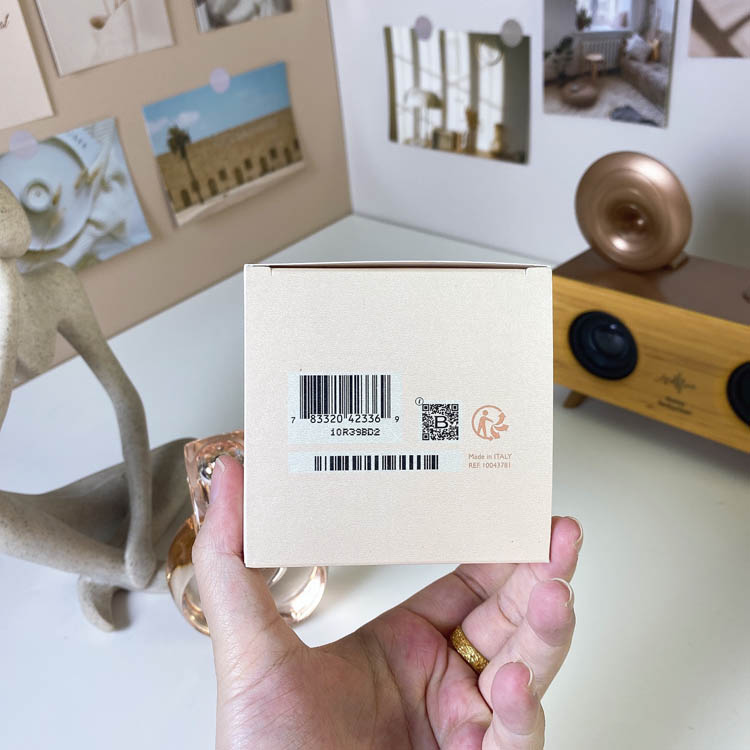 7 83320 42336 9
10R39BD2
i
B
Made in ITALY
REF. 10043781